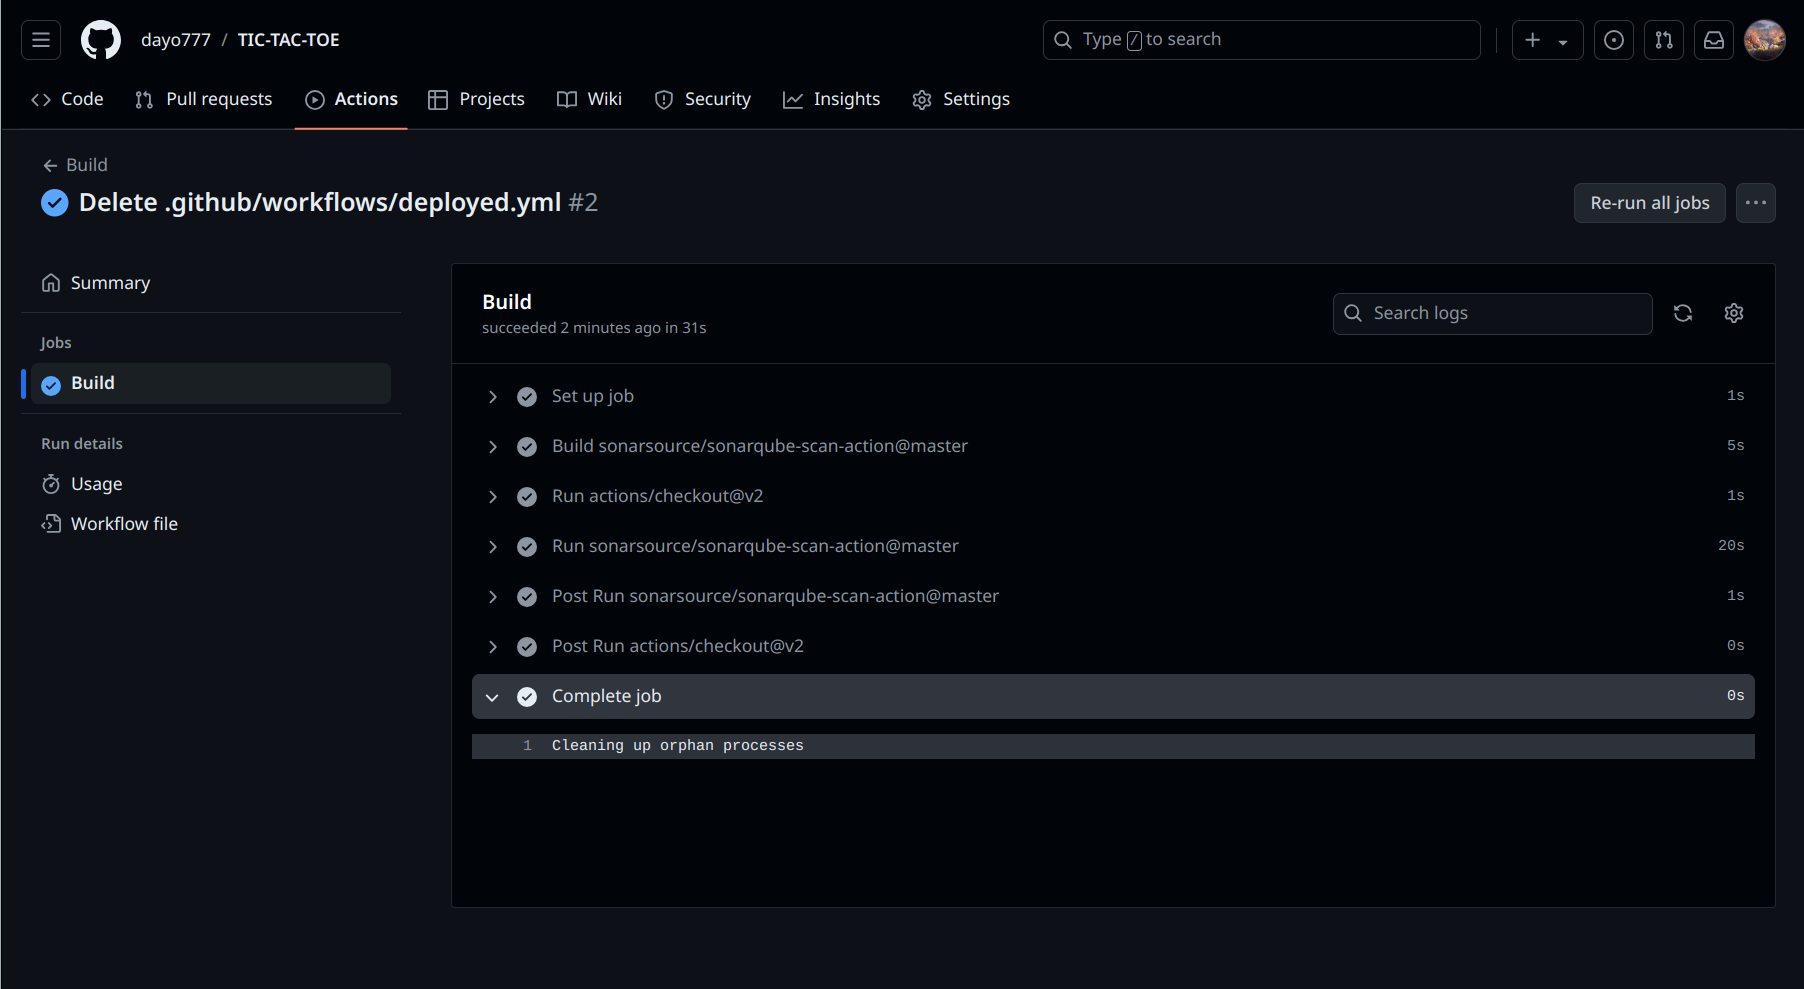 dayo777 / TIC-TAC-TOE
Type / to search
Code
Pull requests
Actions
Projects
Wiki
Security
Insights
Settings
Build
Delete .github/workflows/deployed.yml #2
Re-run all jobs
Summary
Jobs
Build
Run details
Usage
Workflow file
Build
succeeded 2 minutes ago in 31s
Search logs
Set up job 1s
Build sonarsource/sonarqube-scan-action@master 5s
Run actions/checkout@v2 1s
Run sonarsource/sonarqube-scan-action@master 20s
Post Run sonarsource/sonarqube-scan-action@master 1s
Post Run actions/checkout@v2 0s
Complete job 0s
1 Cleaning up orphan processes